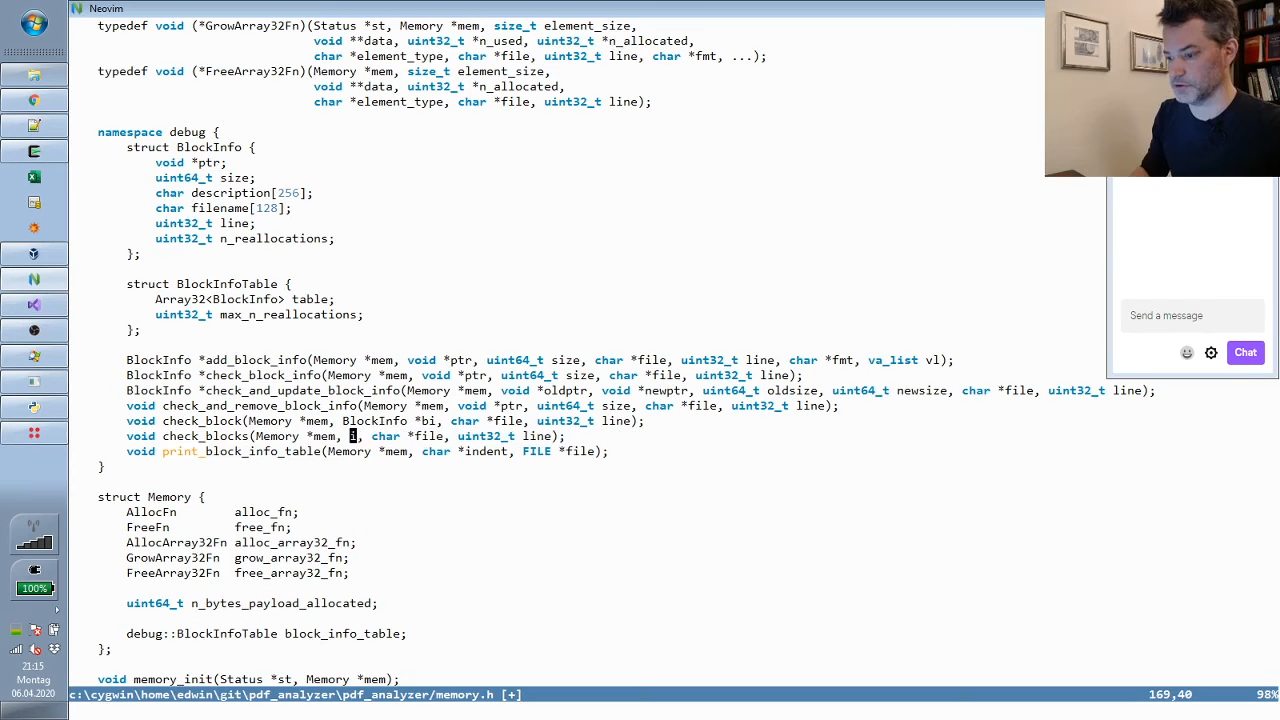 Neovim
typedef void (*GrowArray32Fn)(Status *st, Memory *mem, size_t element_size,
void **data, uint32_t *n_used, uint32_t *n_allocated,
char *element_type, char *file, uint32_t line, char *fmt, ...);
typedef void (*FreeArray32Fn)(Memory *mem, size_t element_size,
void **data, uint32_t *n_allocated,
char *element_type, char *file, uint32_t line);
namespace debug {
struct BlockInfo {
void *ptr;
uint64_t size;
char description[256];
char filename[128];
uint32_t line;
uint32_t n_reallocations;
};
struct BlockInfoTable {
Array32<BlockInfo> table;
uint32_t max_n_reallocations;
};
BlockInfo *add_block_info(Memory *mem, void *ptr, uint64_t size, char *file, uint32_t line, char *fmt, va_list vl);
BlockInfo *check_block_info(Memory *mem, void *ptr, uint64_t size, char *file, uint32_t line);
BlockInfo *check_and_update_block_info(Memory *mem, void *oldptr, void *newptr, uint64_t oldsize, uint64_t newsize, char *file, uint32_t line);
void check_and_remove_block_info(Memory *mem, void *ptr, uint64_t size, char *file, uint32_t line);
void check_block(Memory *mem, BlockInfo *bi, char *file, uint32_t line);
void check_blocks(Memory *mem, i, char *file, uint32_t line);
void print_block_info_table(Memory *mem, char *indent, FILE *file);
}
struct Memory {
AllocFn alloc_fn;
FreeFn free_fn;
AllocArray32Fn alloc_array32_fn;
GrowArray32Fn grow_array32_fn;
FreeArray32Fn free_array32_fn;
uint64_t n_bytes_payload_allocated;
debug::BlockInfoTable block_info_table;
};
void memory_init(Status *st, Memory *mem);
c:\cygwin\home\edwin\git\pdf_analyzer\pdf_analyzer/memory.h [+] 169,40 98%
Send a message
Chat
100%
21:15
Montag
06.04.2020